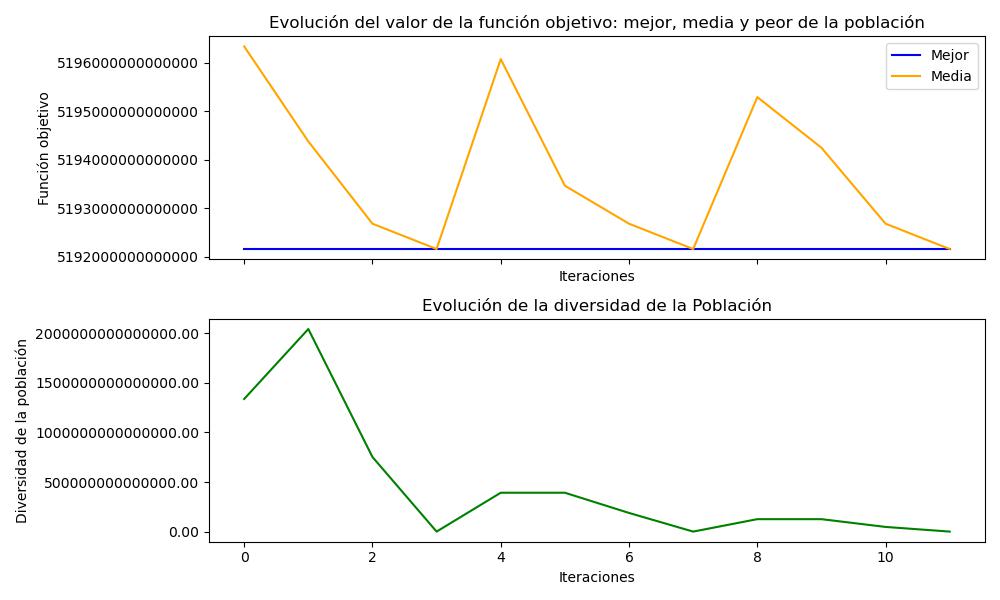 Evolución del valor de la función objetivo: mejor, media y peor de la población
Función objetivo
5196000000000000
5195000000000000
5194000000000000
5193000000000000
5192000000000000
Mejor
Media
Iteraciones
Evolución de la diversidad de la Población
Diversidad de la población
2000000000000000.00
1500000000000000.00
1000000000000000.00
500000000000000.00
0.00
0 2 4 6 8 10
Iteraciones